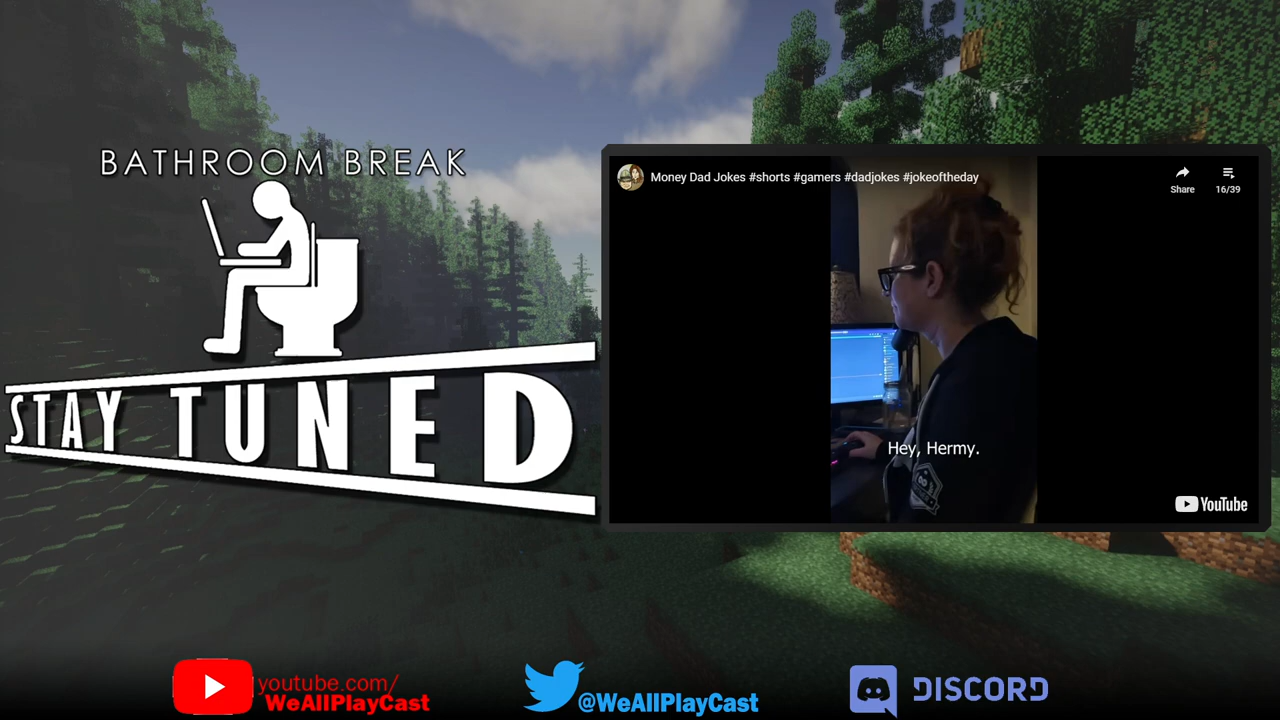 BATHROOM BREAK
STAY TUNED
Money Dad Jokes #shorts #gamers #dadjokes #jokeoftheday
Share
16/39
Hey, Hermy.
YouTube
youtube.com/
WeAllPlayCast
@WeAllPlayCast
DISCORD